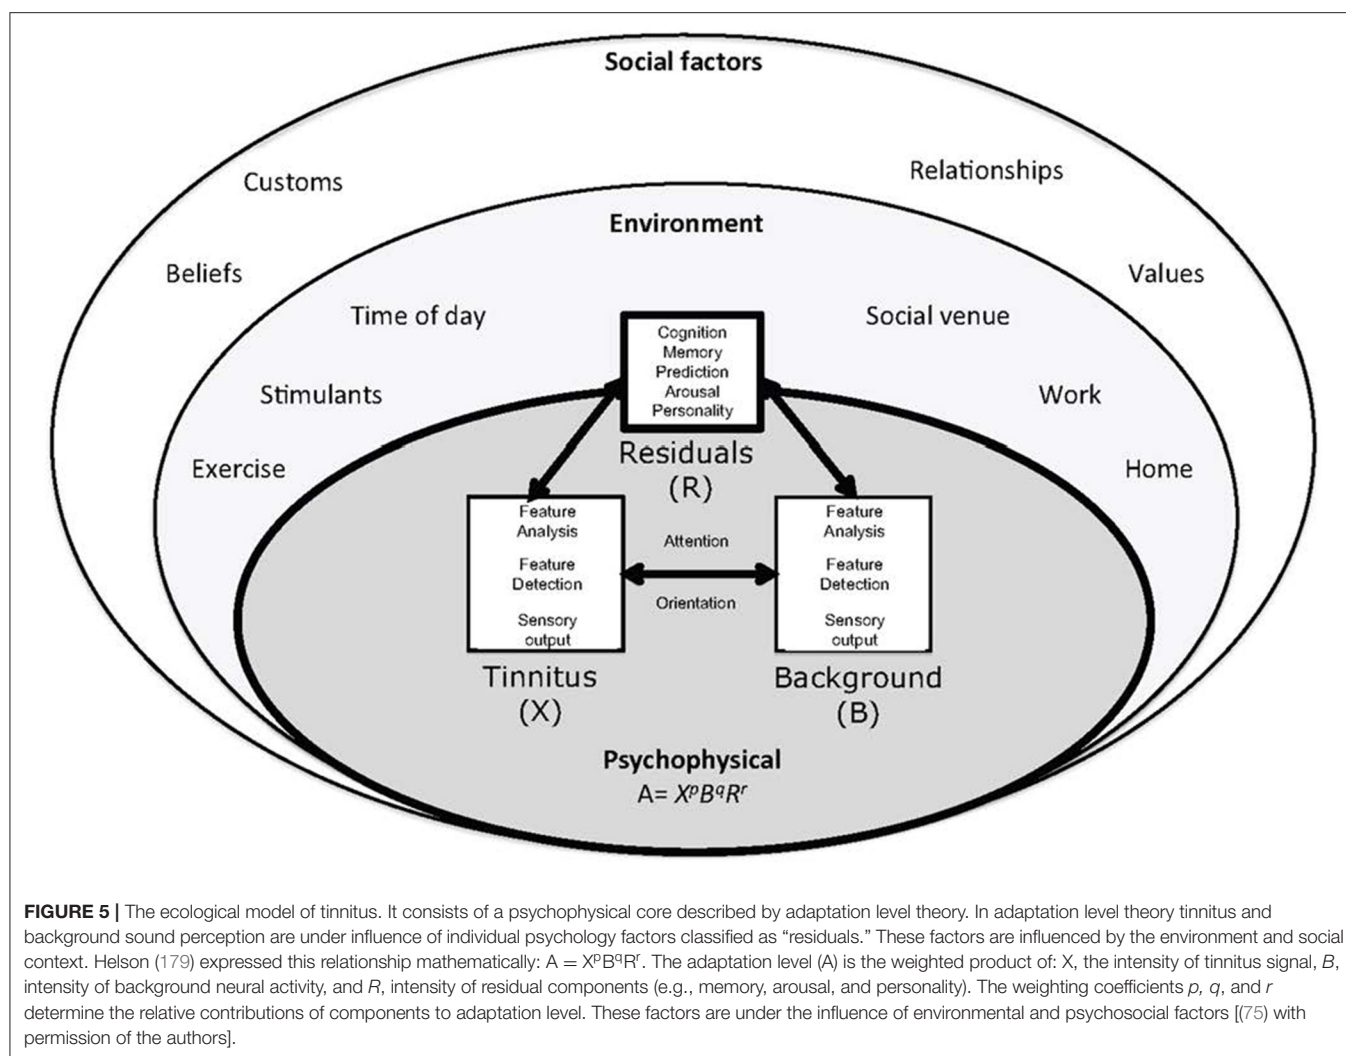 Social factors
Customs
Relationships
Beliefs
Values
Environment
Time of day
Social venue
Stimulants
Work
Exercise
Home
Cognition
Memory
Prediction
Arousal
Personality
Residuals
(R)
Feature
Analysis
Feature
Detection
Sensory
output
Tinnitus
(X)
Attention
Orientation
Feature
Analysis
Feature
Detection
Sensory
output
Background
(B)
Psychophysical
A= XᵖB𐞥Rʳ
FIGURE 5 | The ecological model of tinnitus. It consists of a psychophysical core described by adaptation level theory. In adaptation level theory tinnitus and
background sound perception are under influence of individual psychology factors classified as “residuals.” These factors are influenced by the environment and social
context. Helson (179) expressed this relationship mathematically: A = XᵖB𐞥Rʳ. The adaptation level (A) is the weighted product of: X, the intensity of tinnitus signal, B,
intensity of background neural activity, and R, intensity of residual components (e.g., memory, arousal, and personality). The weighting coefficients p, q, and r
determine the relative contributions of components to adaptation level. These factors are under the influence of environmental and psychosocial factors [(75) with
permission of the authors].